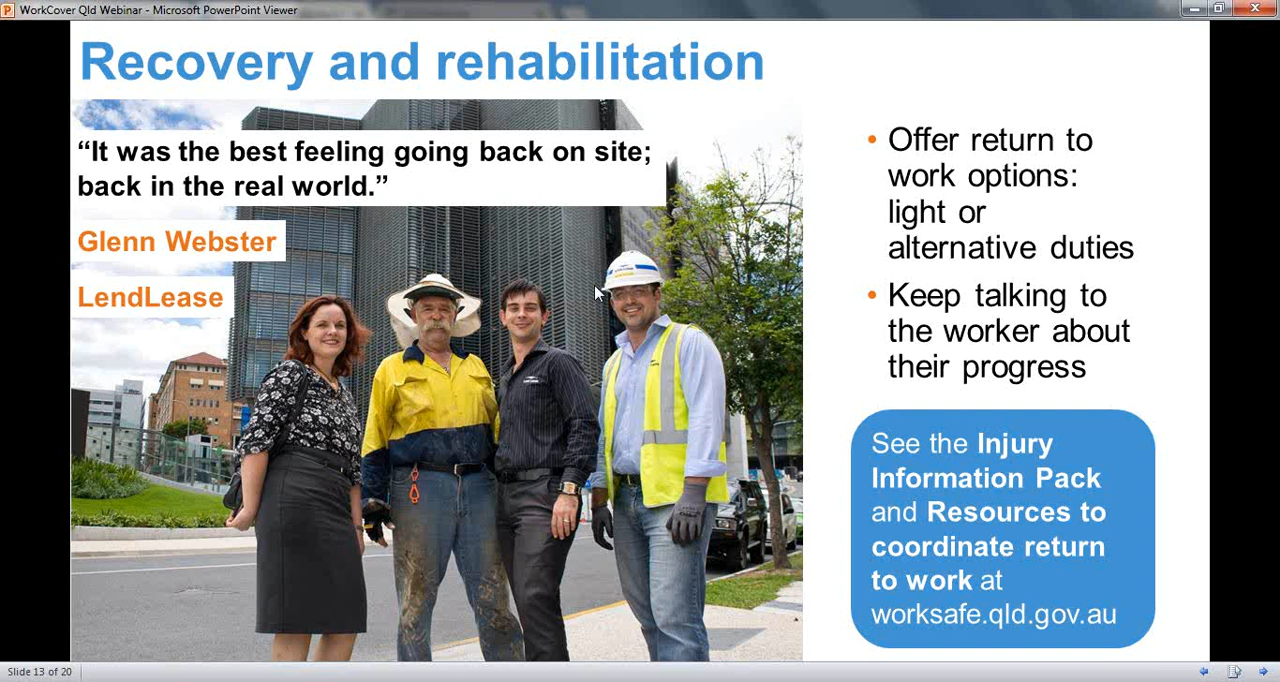 WorkCover Qld Webinar - Microsoft PowerPoint Viewer
Recovery and rehabilitation
“It was the best feeling going back on site;
back in the real world.”
Glenn Webster
LendLease
• Offer return to
work options:
light or
alternative duties
• Keep talking to
the worker about
their progress
See the Injury
Information Pack
and Resources to
coordinate return
to work at
worksafe.qld.gov.au
Slide 13 of 20